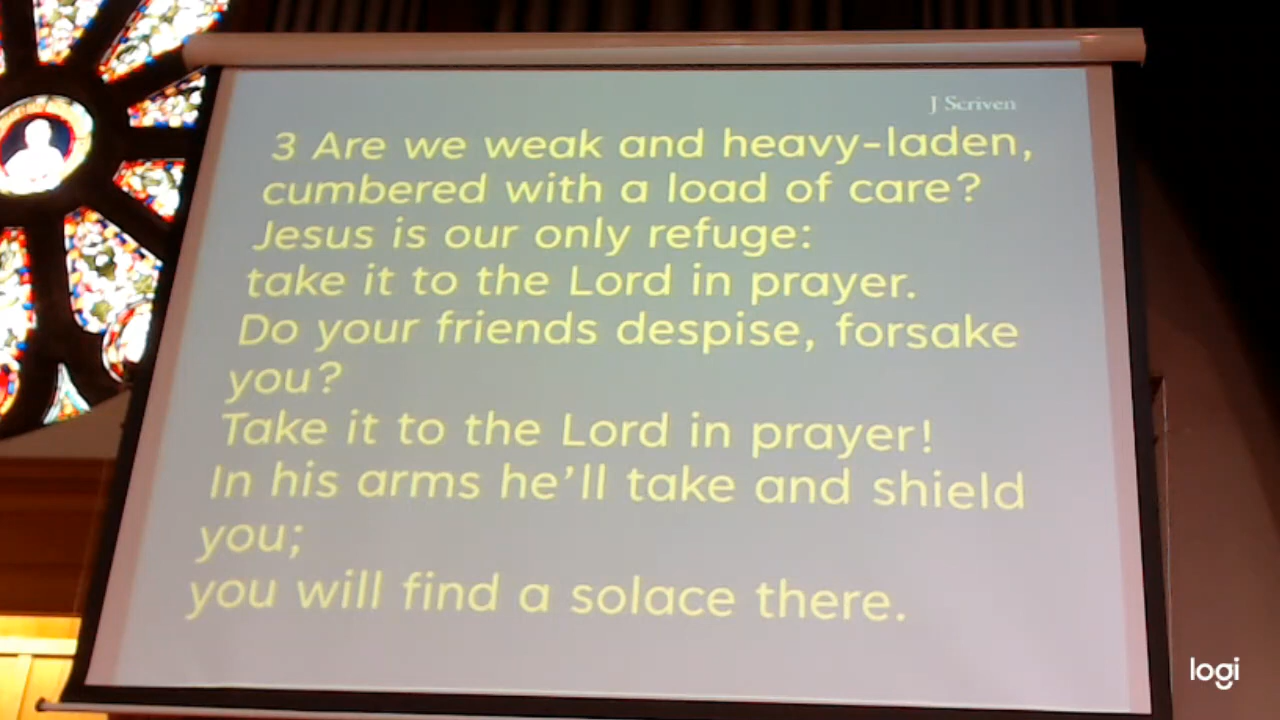 J Scriven
3 Are we weak and heavy-laden,
cumbered with a load of care?
Jesus is our only refuge:
take it to the Lord in prayer.
Do your friends despise, forsake
you?
Take it to the Lord in prayer!
In his arms he'll take and shield
you;
you will find a solace there.
logi